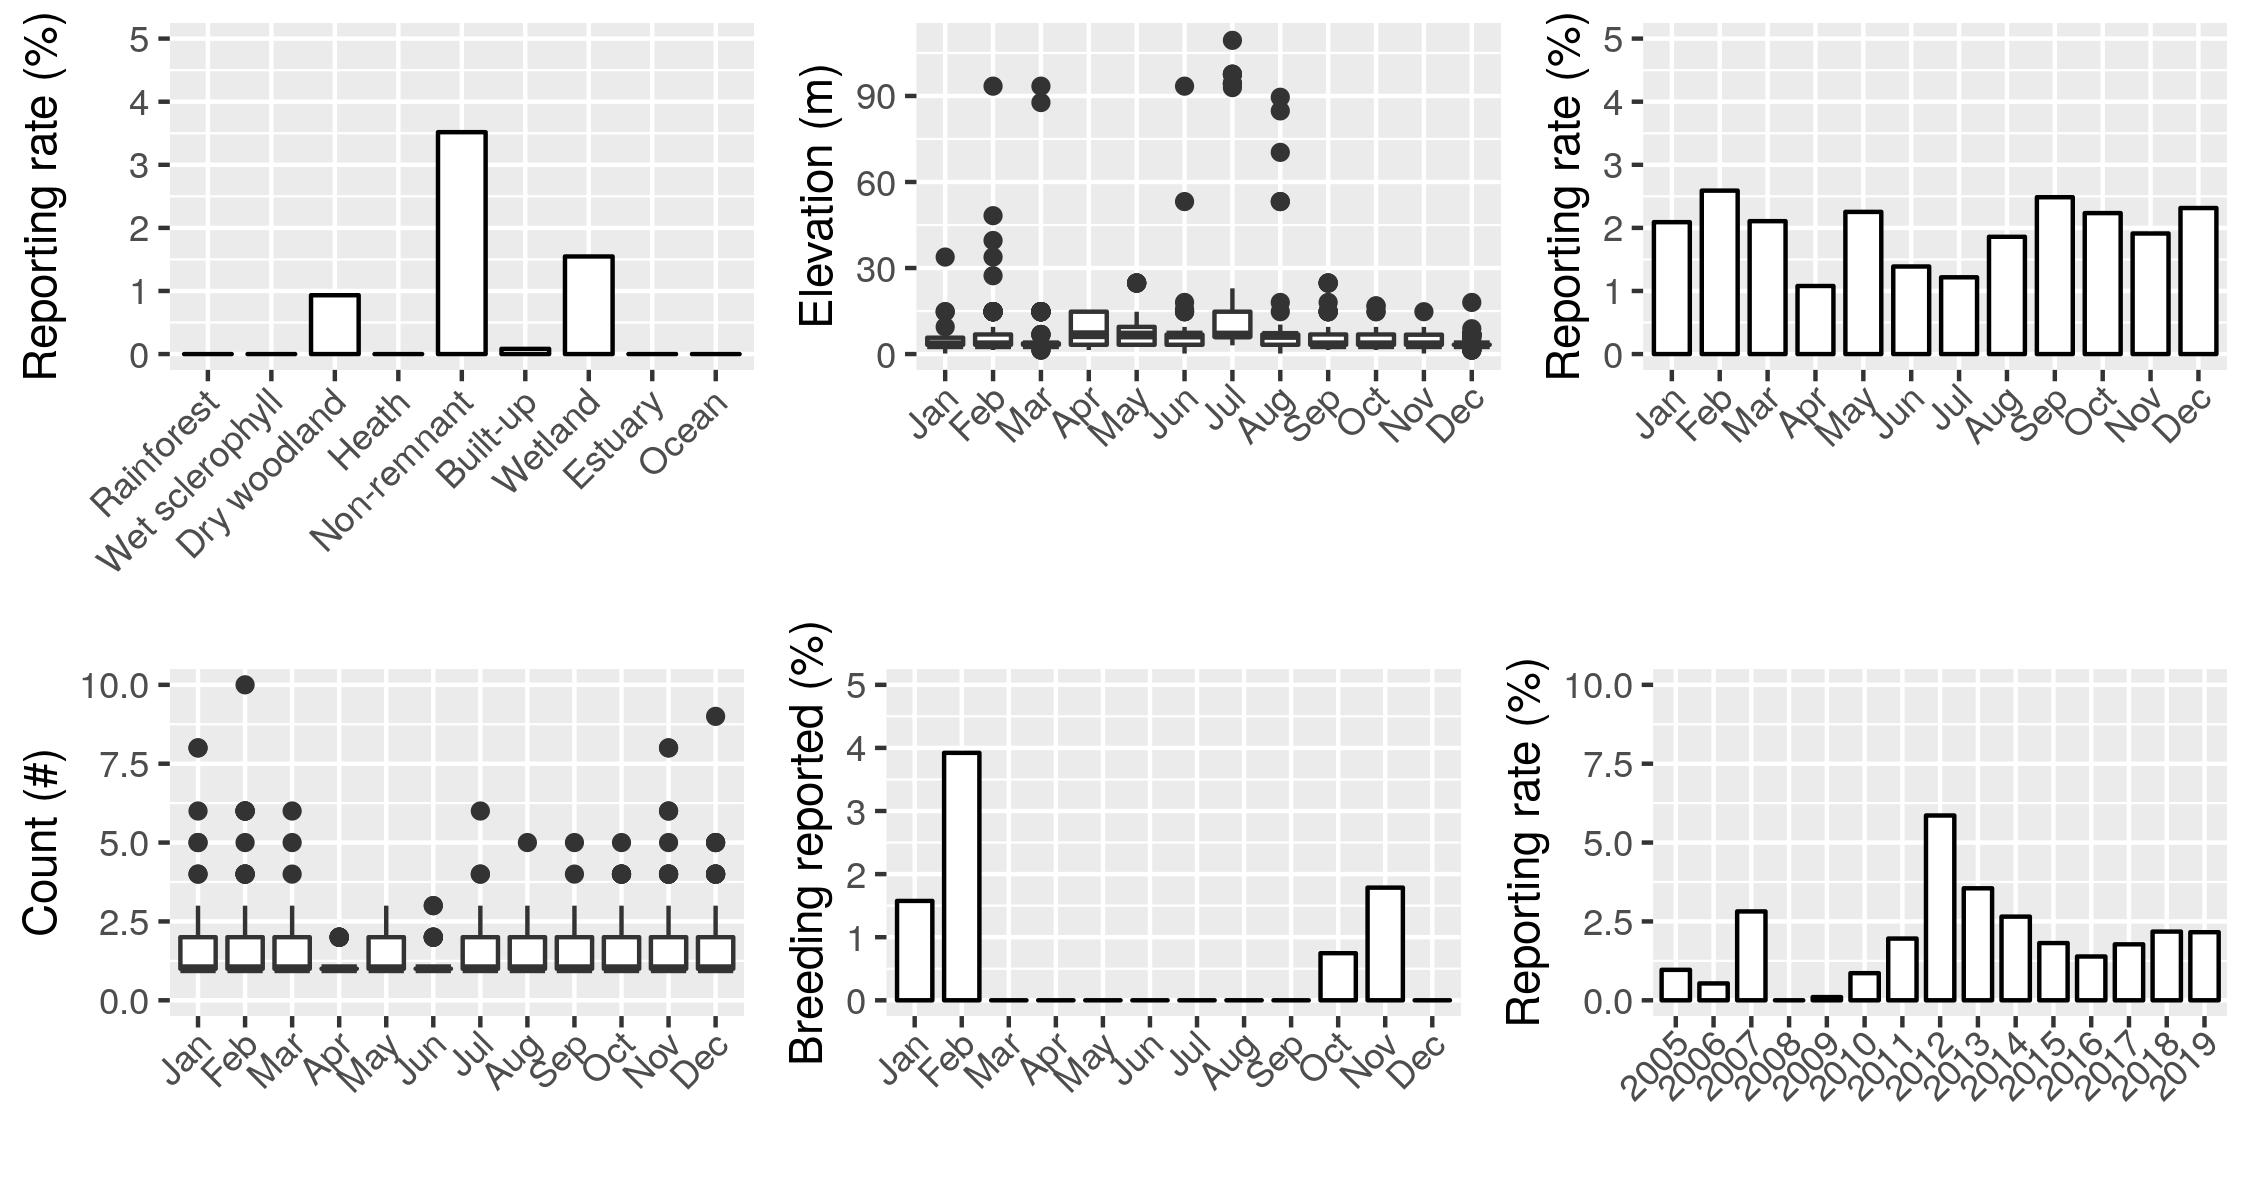 Reporting rate (%)
5
4
3
2
1
0
Rainforest
Wet sclerophyll
Dry woodland
Heath
Non-remnant
Built-up
Wetland
Estuary
Ocean
Elevation (m)
90
60
30
0
Jan
Feb
Mar
Apr
May
Jun
Jul
Aug
Sep
Oct
Nov
Dec
Reporting rate (%)
5
4
3
2
1
0
Jan
Feb
Mar
Apr
May
Jun
Jul
Aug
Sep
Oct
Nov
Dec
Count (#)
10.0
7.5
5.0
2.5
0.0
Jan
Feb
Mar
Apr
May
Jun
Jul
Aug
Sep
Oct
Nov
Dec
Breeding reported (%)
5
4
3
2
1
0
Jan
Feb
Mar
Apr
May
Jun
Jul
Aug
Sep
Oct
Nov
Dec
Reporting rate (%)
10.0
7.5
5.0
2.5
0.0
2005
2006
2007
2008
2009
2010
2011
2012
2013
2014
2015
2016
2017
2018
2019